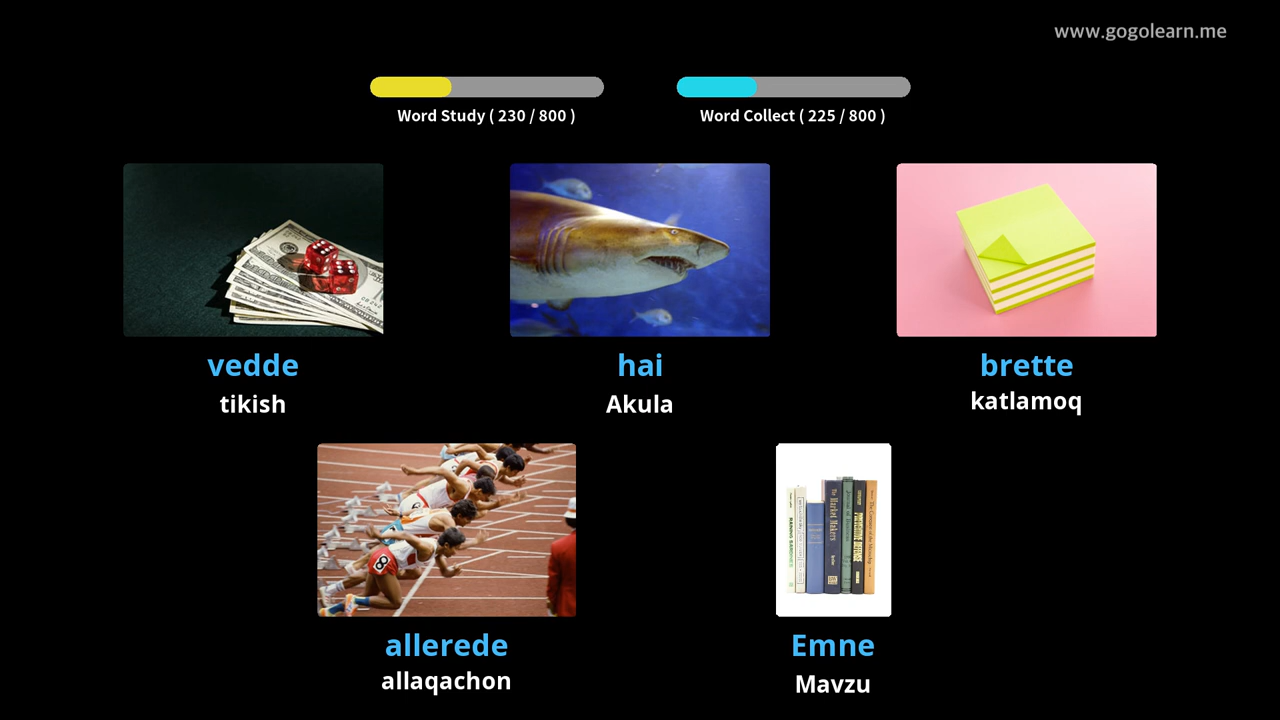 www.gogolearn.me
Word Study ( 230 / 800 )
Word Collect ( 225 / 800 )
vedde
tikish
hai
Akula
brette
katlamoq
allerede
allaqachon
Emne
Mavzu